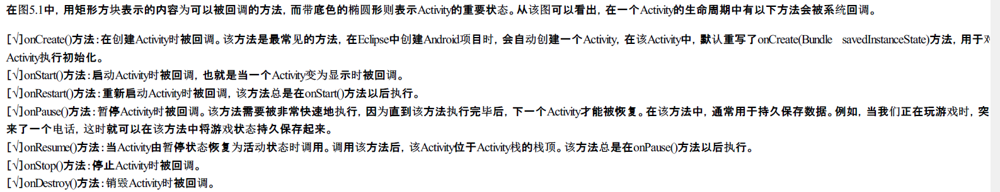 在图5.1中，用矩形方块表示的内容为可以被回调的方法，而带底色的椭圆形则表示Activity的重要状态。从该图可以看出，在一个Activity的生命周期中有以下方法会被系统回调。
[√]onCreate()方法：在创建Activity时被回调。该方法是最常见的方法，在Eclipse中创建Android项目时，会自动创建一个Activity，在该Activity中，默认重写了onCreate(Bundle savedInstanceState)方法，用于对
Activity执行初始化。
[√]onStart()方法：启动Activity时被回调，也就是当一个Activity变为显示时被回调。
[√]onRestart()方法：重新启动Activity时被回调，该方法总是在onStart()方法以后执行。
[√]onPause()方法：暂停Activity时被回调。该方法需要被非常快速地执行，因为直到该方法执行完毕后，下一个Activity才能被恢复。在该方法中，通常用于持久保存数据。例如，当我们正在玩游戏时，突
来了一个电话，这时就可以在该方法中将游戏状态持久保存起来。
[√]onResume()方法：当Activity由暂停状态恢复为活动状态时调用。调用该方法后，该Activity位于Activity栈的栈顶。该方法总是在onPause()方法以后执行。
[√]onStop()方法：停止Activity时被回调。
[√]onDestroy()方法：销毁Activity时被回调。